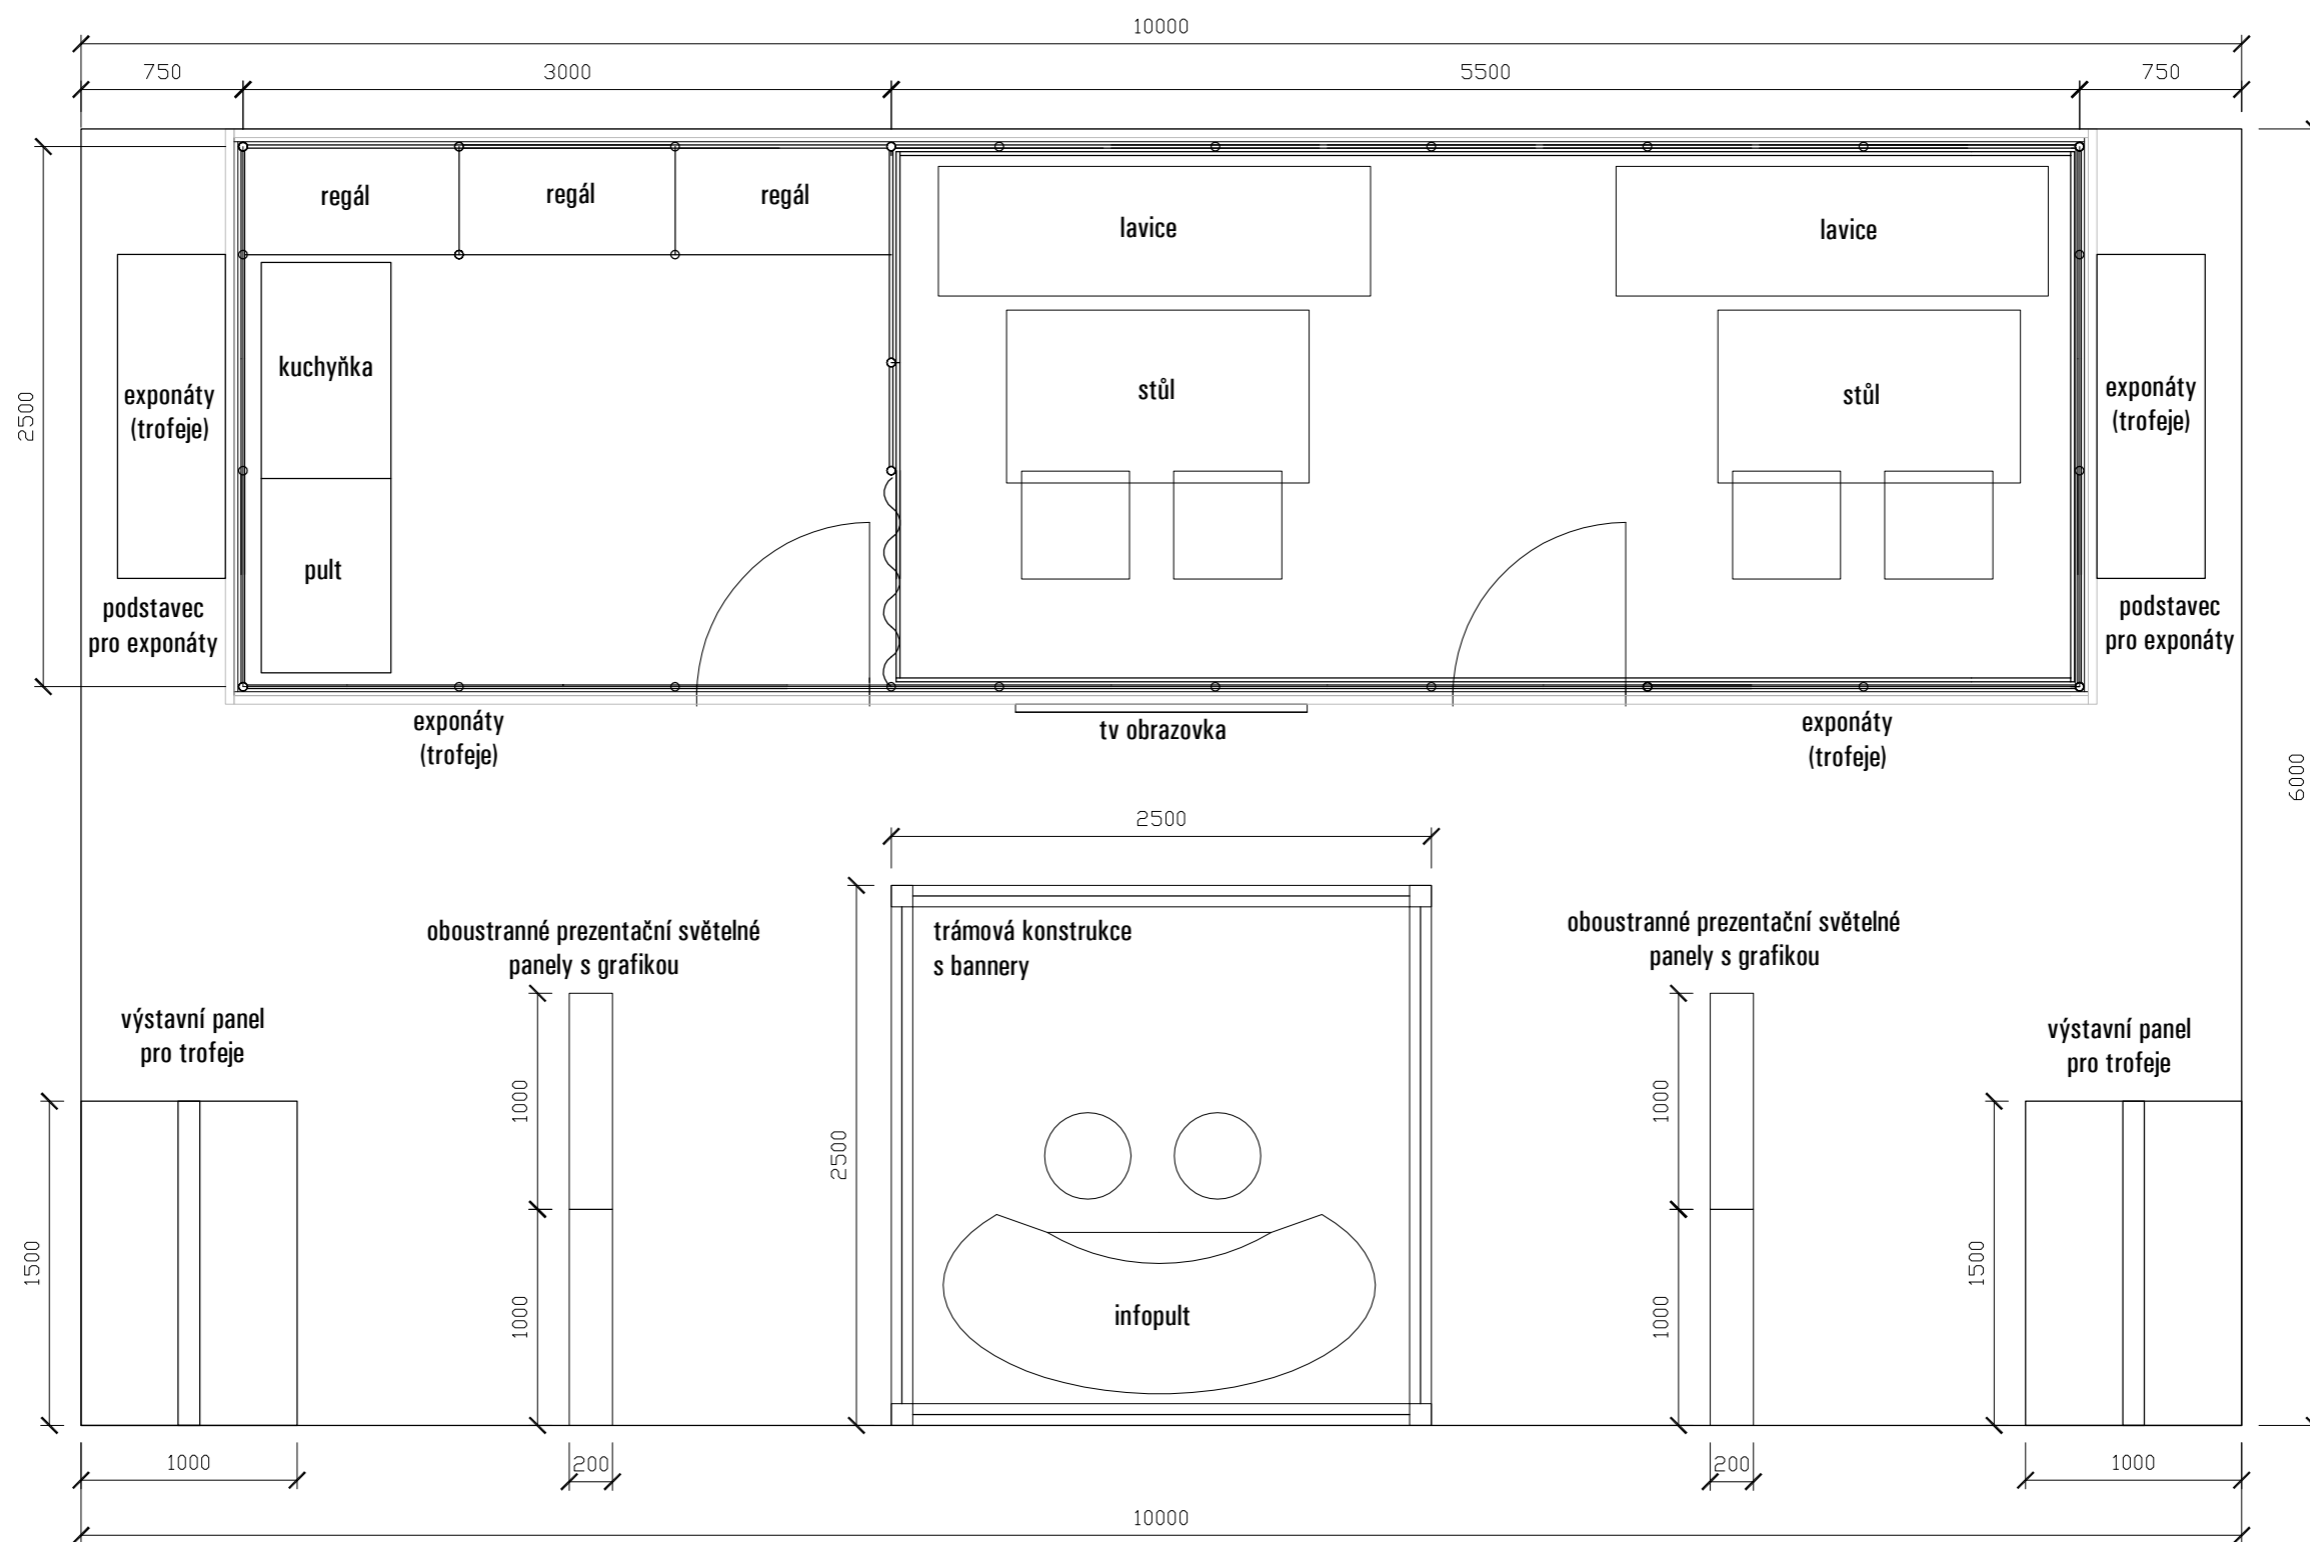 10000
750
3000
5500
750
regál
regál
regál
lavice
lavice
kuchyňka
stůl
stůl
exponáty
(trofeje)
exponáty
(trofeje)
2500
pult
podstavec
pro exponáty
podstavec
pro exponáty
exponáty
(trofeje)
tv obrazovka
exponáty
(trofeje)
6000
2500
oboustranné prezentační světelné
panely s grafikou
trámová konstrukce
s bannery
oboustranné prezentační světelné
panely s grafikou
výstavní panel
pro trofeje
výstavní panel
pro trofeje
1000
2500
1000
1500
1000
infopult
1000
1500
1000
200
200
1000
10000